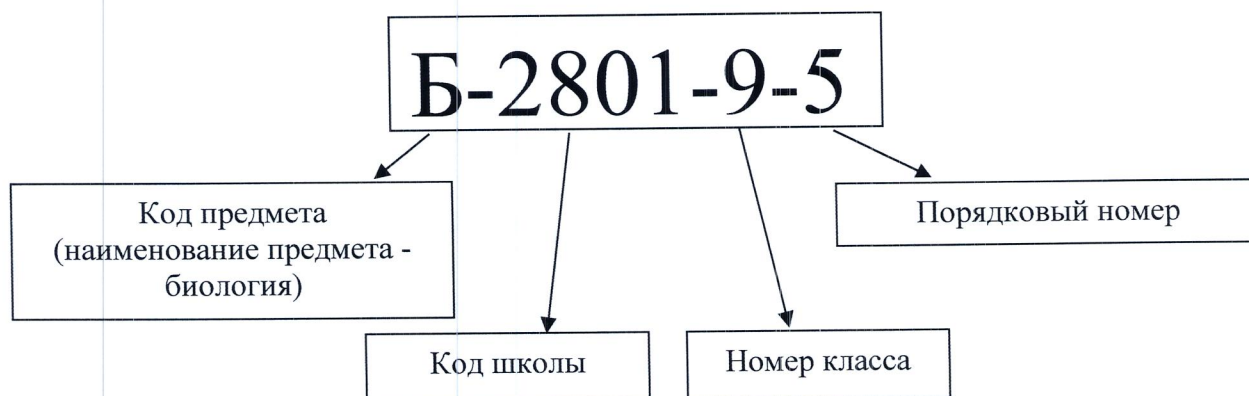 Б-2801-9-5
Код предмета
(наименование предмета -
биология)
Порядковый номер
Код школы
Номер класса